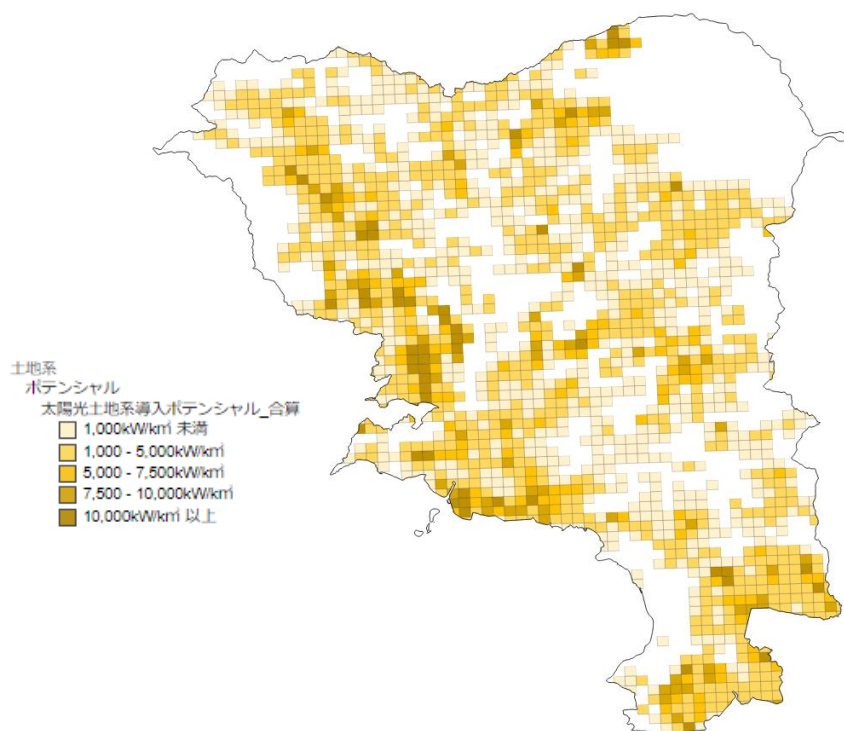 土地系
ポテンシャル
太陽光土地系導入ポテンシャル_合算
1,000kW/km² 未満
1,000 - 5,000kW/km²
5,000 - 7,500kW/km²
7,500 - 10,000kW/km²
10,000kW/km² 以上